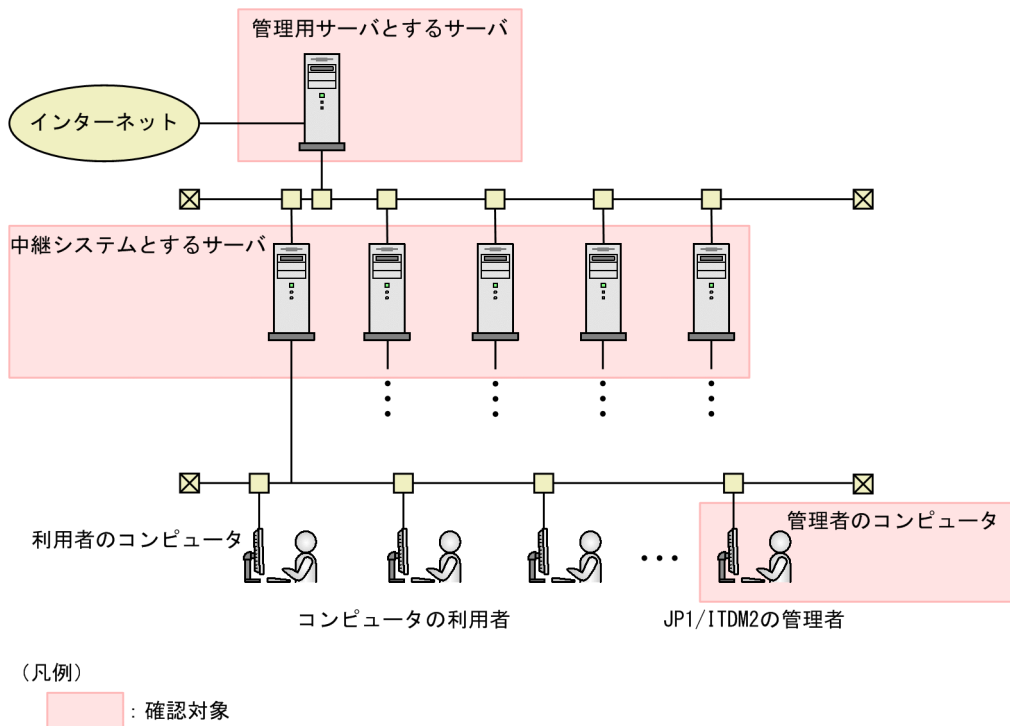 管理用サーバとするサーバ
インターネット
中継システムとするサーバ
利用者のコンピュータ
管理者のコンピュータ
コンピュータの利用者
JP1/ITDM2の管理者
（凡例）
：確認対象